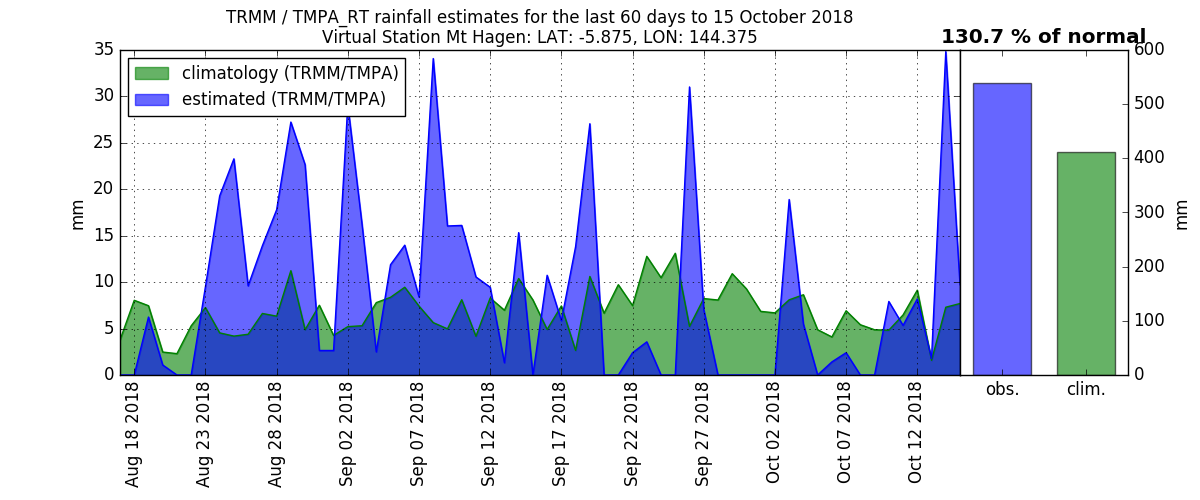 TRMM / TMPA_RT rainfall estimates for the last 60 days to 15 October 2018
Virtual Station Mt Hagen: LAT: -5.875, LON: 144.375
130.7 % of normal
climatology (TRMM/TMPA)
estimated (TRMM/TMPA)
35
30
25
20
15
10
5
0
mm
Aug 18 2018
Aug 23 2018
Aug 28 2018
Sep 02 2018
Sep 07 2018
Sep 12 2018
Sep 17 2018
Sep 22 2018
Sep 27 2018
Oct 02 2018
Oct 07 2018
Oct 12 2018
600
500
400
300
200
100
0
mm
obs.
clim.